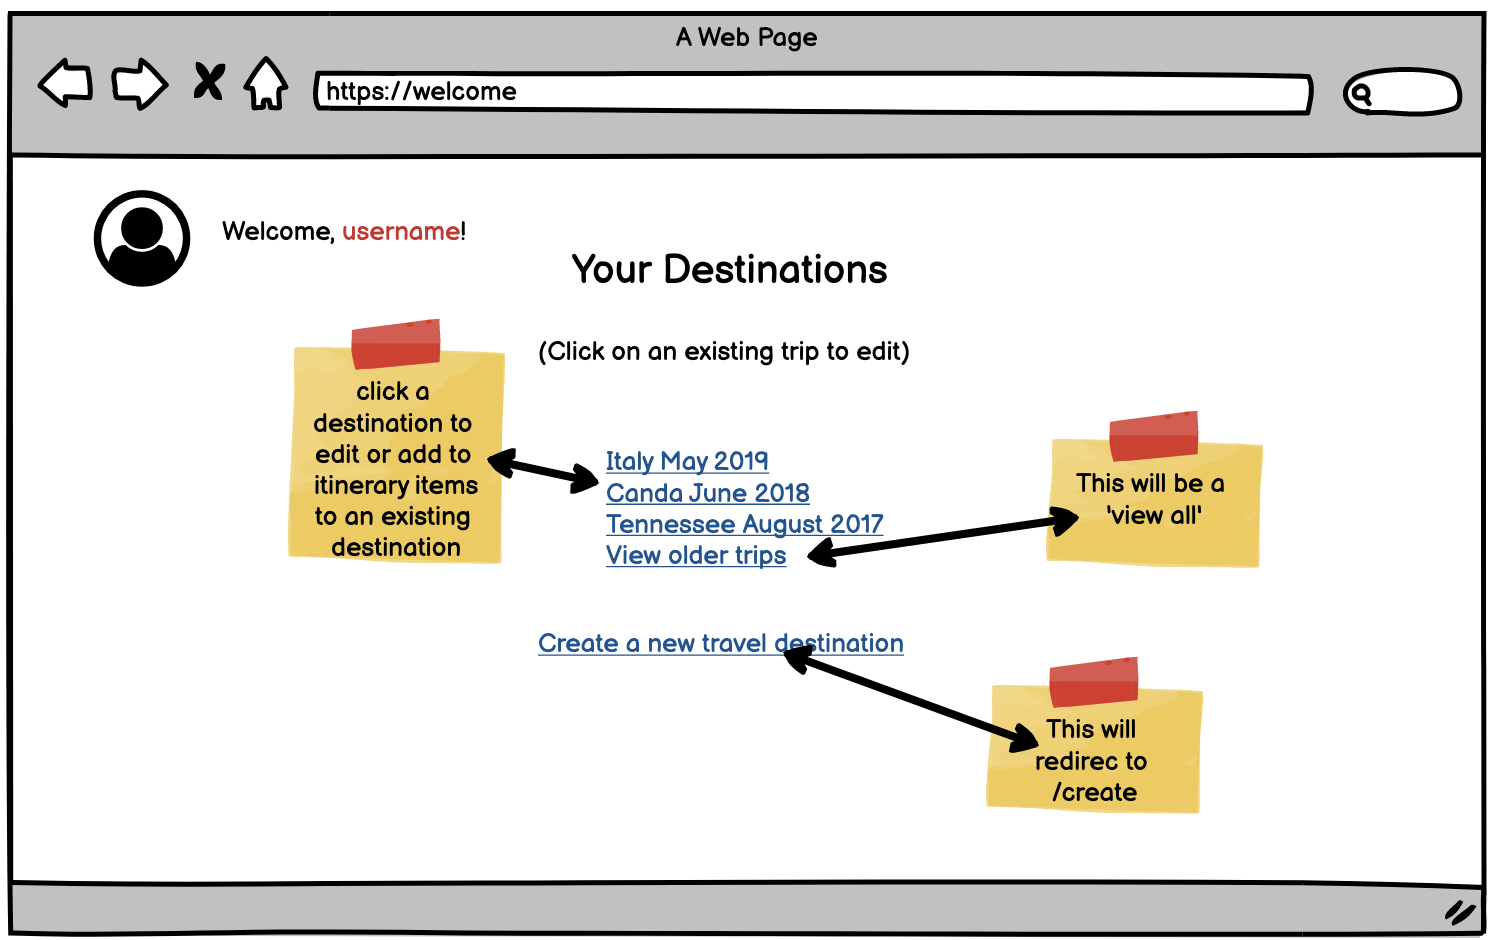 A Web Page
https://welcome
Welcome, username!
Your Destinations
(Click on an existing trip to edit)
click a
destination to
edit or add to
itinerary items
to an existing
destination
Italy May 2019
Canda June 2018
Tennessee August 2017
View older trips
This will be a
'view all'
Create a new travel destination
This will
redirec to
/create